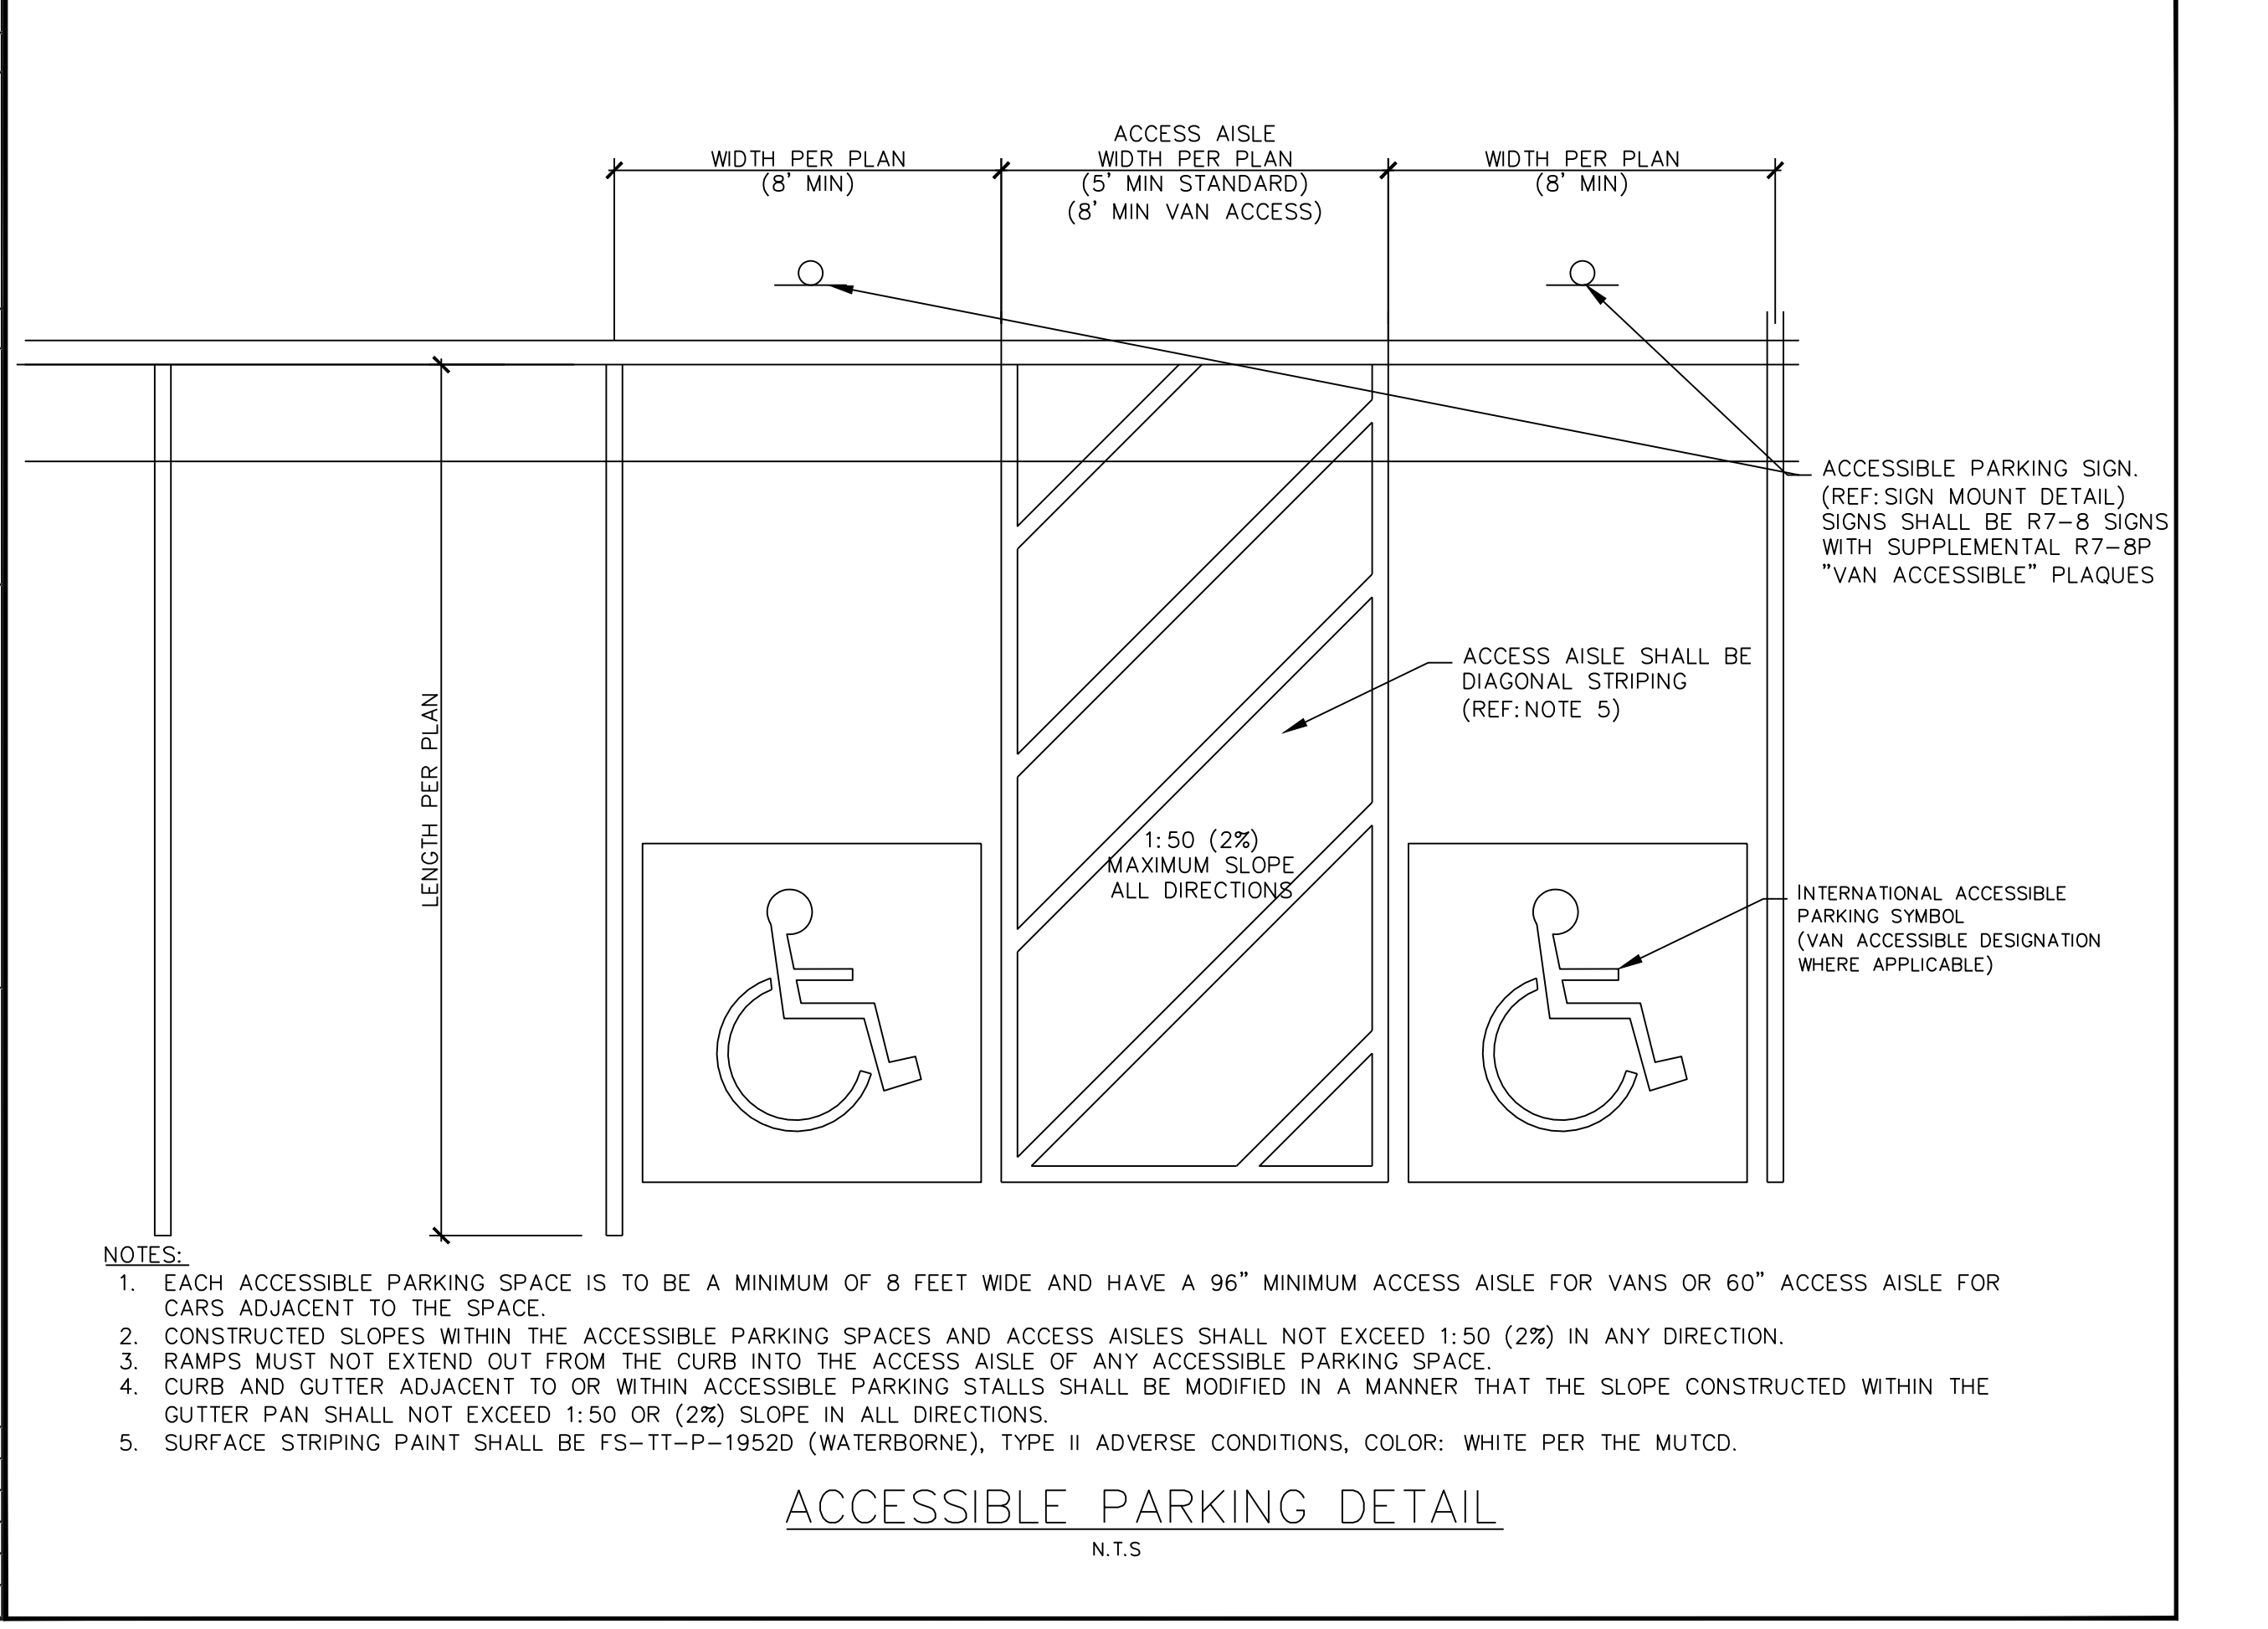 ACCESS AISLE
WIDTH PER PLAN
(8' MIN)
WIDTH PER PLAN
(5' MIN STANDARD)
(8' MIN VAN ACCESS)
WIDTH PER PLAN
(8' MIN)
ACCESSIBLE PARKING SIGN.
(REF:SIGN MOUNT DETAIL)
SIGNS SHALL BE R7-8 SIGNS
WITH SUPPLEMENTAL R7-8P
"VAN ACCESSIBLE" PLAQUES
ACCESS AISLE SHALL BE
DIAGONAL STRIPING
(REF:NOTE 5)
LENGTH PER PLAN
1:50 (2%)
MAXIMUM SLOPE
ALL DIRECTIONS
INTERNATIONAL ACCESSIBLE
PARKING SYMBOL
(VAN ACCESSIBLE DESIGNATION
WHERE APPLICABLE)
NOTES:
1. EACH ACCESSIBLE PARKING SPACE IS TO BE A MINIMUM OF 8 FEET WIDE AND HAVE A 96" MINIMUM ACCESS AISLE FOR VANS OR 60" ACCESS AISLE FOR
CARS ADJACENT TO THE SPACE.
2. CONSTRUCTED SLOPES WITHIN THE ACCESSIBLE PARKING SPACES AND ACCESS AISLES SHALL NOT EXCEED 1:50 (2%) IN ANY DIRECTION.
3. RAMPS MUST NOT EXTEND OUT FROM THE CURB INTO THE ACCESS AISLE OF ANY ACCESSIBLE PARKING SPACE.
4. CURB AND GUTTER ADJACENT TO OR WITHIN ACCESSIBLE PARKING STALLS SHALL BE MODIFIED IN A MANNER THAT THE SLOPE CONSTRUCTED WITHIN THE
GUTTER PAN SHALL NOT EXCEED 1:50 OR (2%) SLOPE IN ALL DIRECTIONS.
5. SURFACE STRIPING PAINT SHALL BE FS-TT-P-1952D (WATERBORNE), TYPE II ADVERSE CONDITIONS, COLOR: WHITE PER THE MUTCD.
ACCESSIBLE PARKING DETAIL
N.T.S